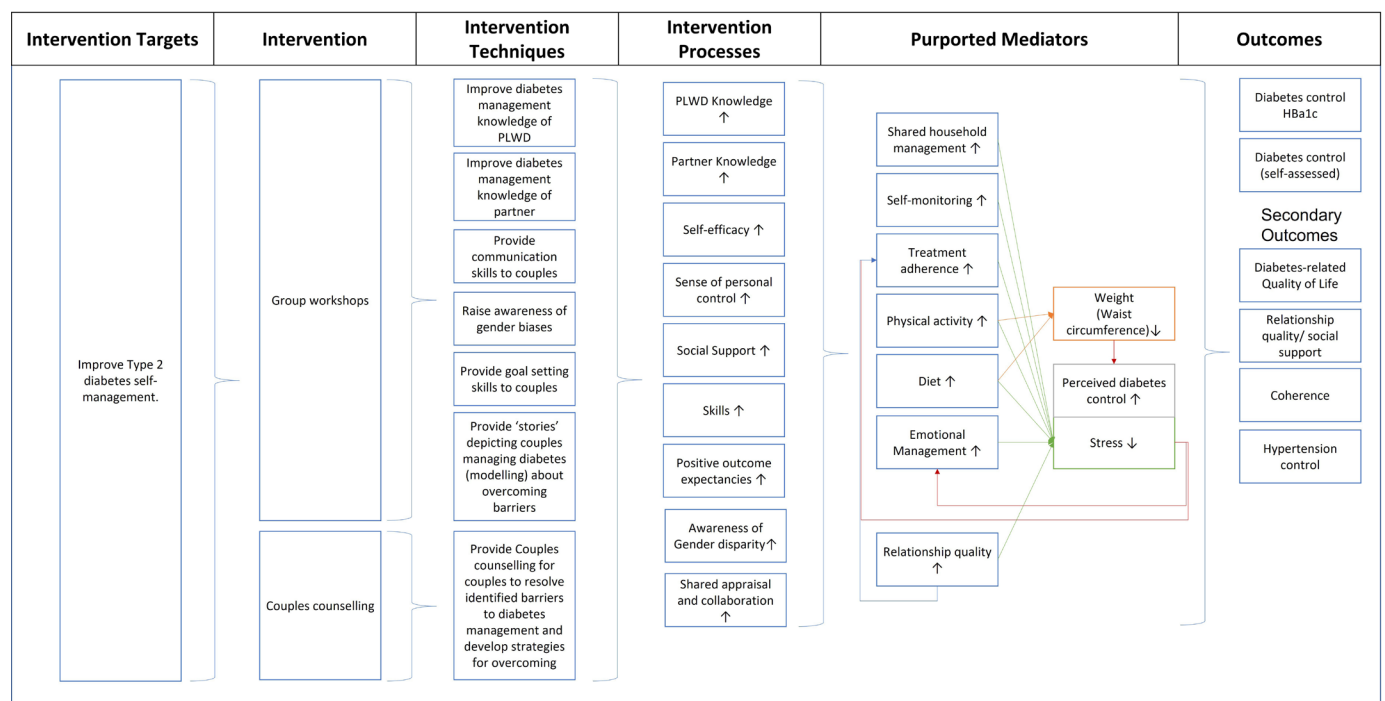 Intervention Targets
Intervention
Intervention
Techniques
Intervention
Processes
Purported Mediators
Outcomes
Improve Type 2
diabetes self-
management.
Group workshops
Couples counselling
Improve diabetes
management
knowledge of
PLWD
Improve diabetes
management
knowledge of
partner
Provide
communication
skills to couples
Raise awareness of
gender biases
Provide goal setting
skills to couples
Provide ‘stories’
depicting couples
managing diabetes
(modelling) about
overcoming
barriers
Provide Couples
counselling for
couples to resolve
identified barriers
to diabetes
management and
develop strategies
for overcoming
PLWD Knowledge
↑
Partner Knowledge
↑
Self-efficacy ↑
Sense of personal
control ↑
Social Support ↑
Skills ↑
Positive outcome
expectancies ↑
Awareness of
Gender disparity↑
Shared appraisal
and collaboration
↑
Shared household
management ↑
Self-monitoring ↑
Treatment
adherence ↑
Physical activity ↑
Diet ↑
Emotional
Management ↑
Relationship quality
↑
Weight
(Waist
circumference)↓
Perceived diabetes
control ↑
Stress ↓
Diabetes control
HBa1c
Diabetes control
(self-assessed)
Secondary
Outcomes
Diabetes-related
Quality of Life
Relationship
quality/ social
support
Coherence
Hypertension
control